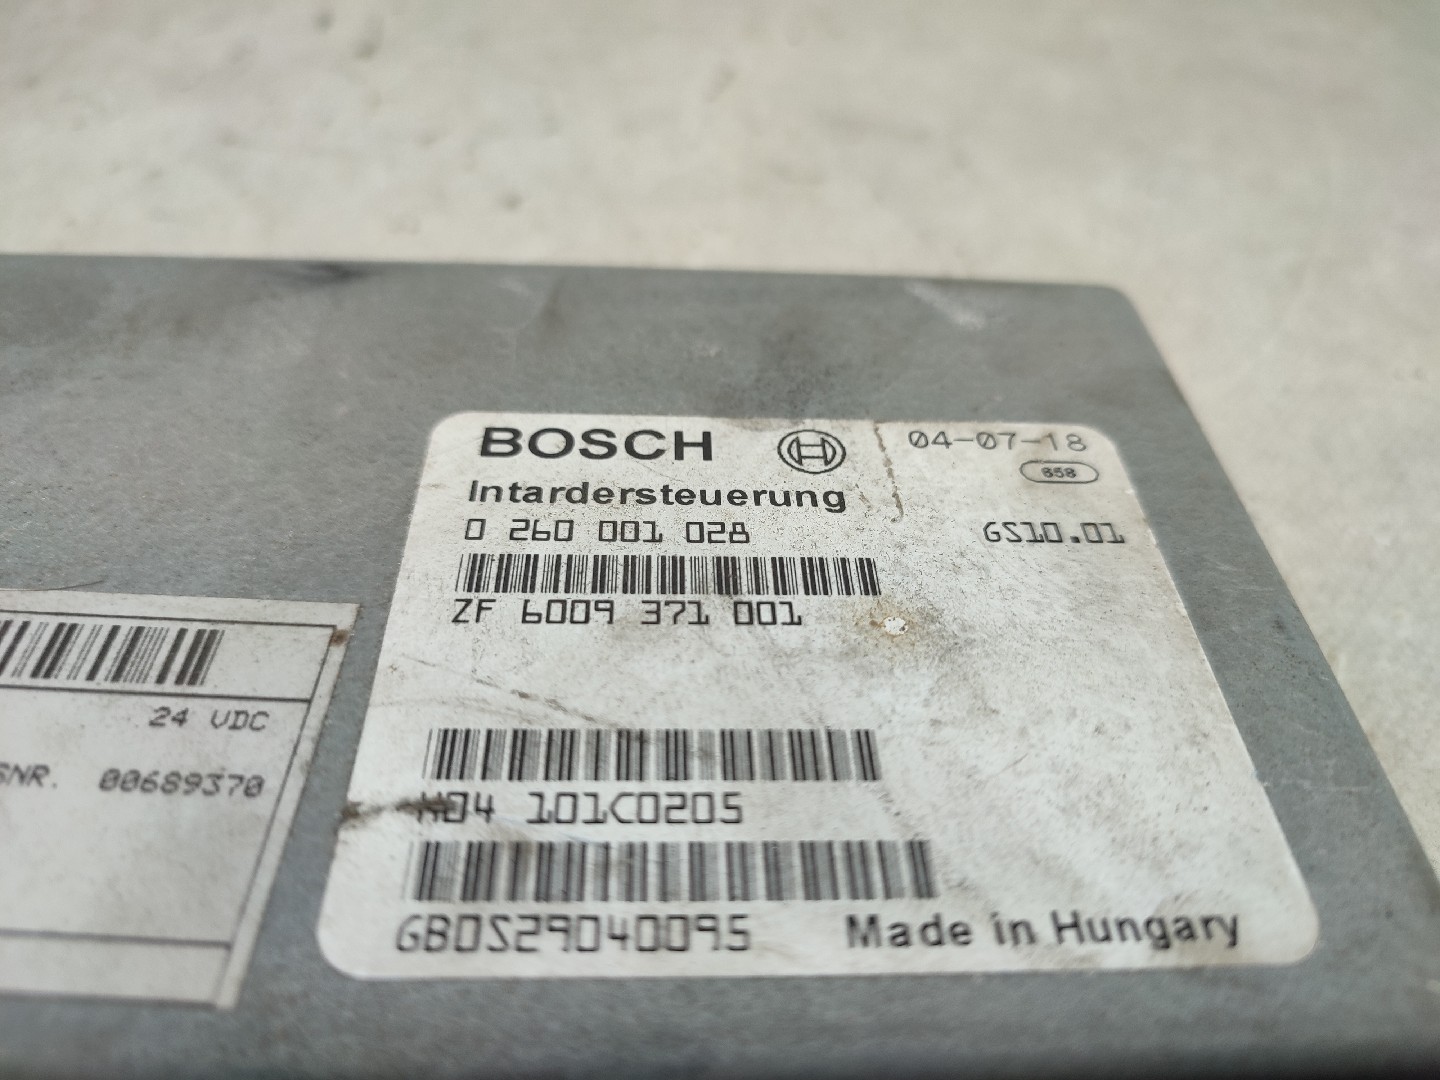 BOSCH 04-07-18
858
Intardersteuerung
0 260 001 028 GS10.01
ZF 6009 371 001
24 VDC
SNR. 00689370
H04 101C0205
GB0S29040095 Made in Hungary